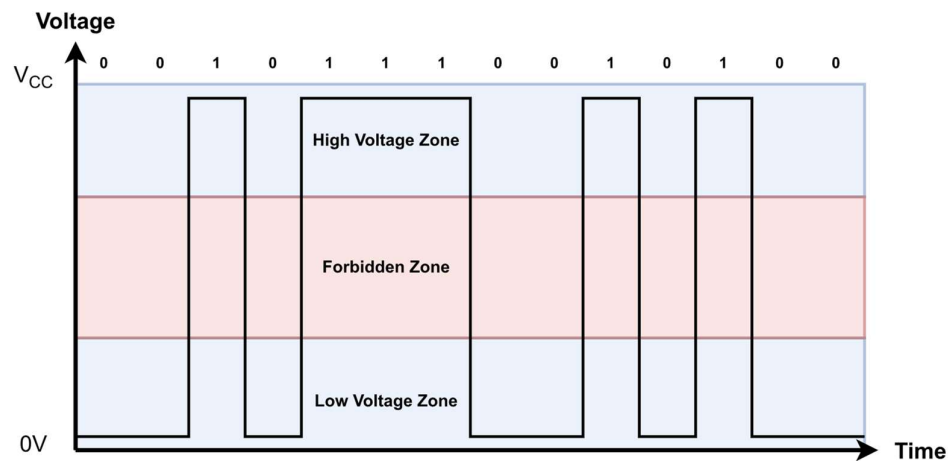 Voltage
0 0 1 0 1 1 1 0 0 1 0 1 0 0
VCC
High Voltage Zone
Forbidden Zone
Low Voltage Zone
0V
Time